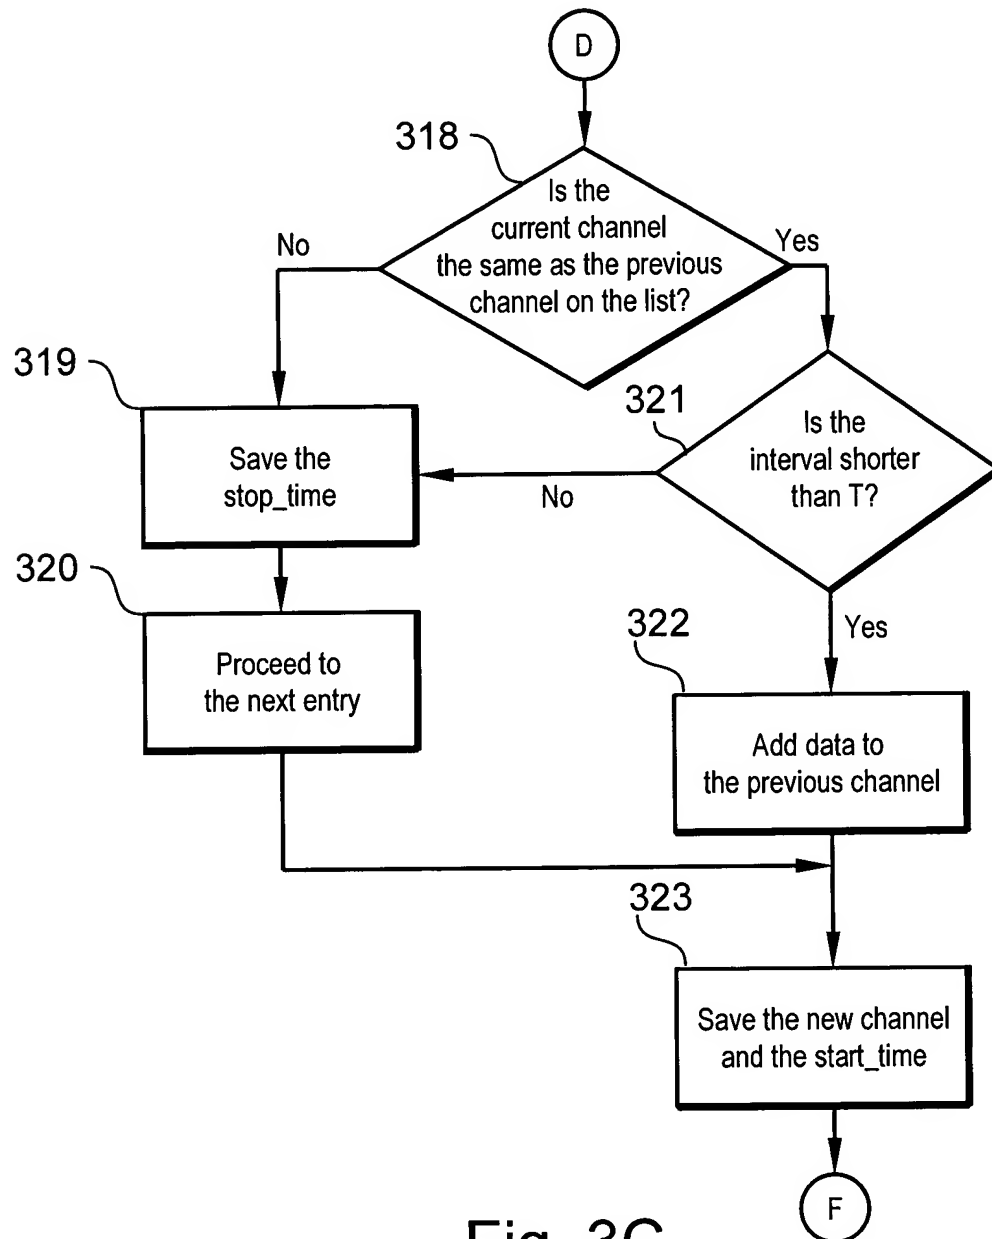 D
318
Is the
current channel
the same as the previous
channel on the list?
No
Yes
319
Save the
stop_time
321
Is the
interval shorter
than T?
No
320
Proceed to
the next entry
Yes
322
Add data to
the previous channel
323
Save the new channel
and the start_time
F
Fig. 3C